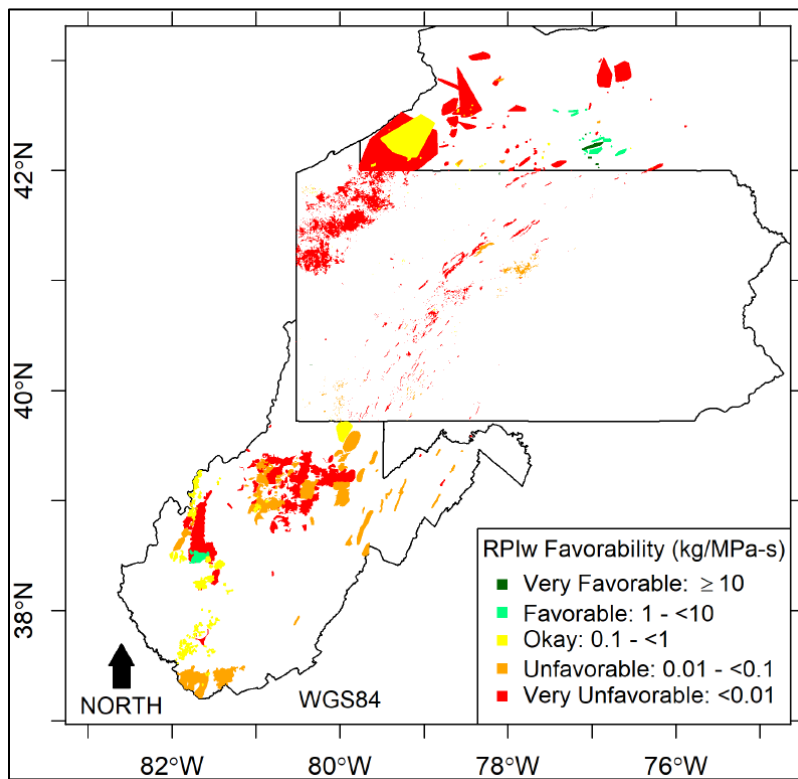 42°N
40°N
38°N
RPIw Favorability (kg/MPa-s)
Very Favorable: ≥ 10
Favorable: 1 - <10
Okay: 0.1 - <1
Unfavorable: 0.01 - <0.1
Very Unfavorable: <0.01
NORTH
WGS84
82°W
80°W
78°W
76°W